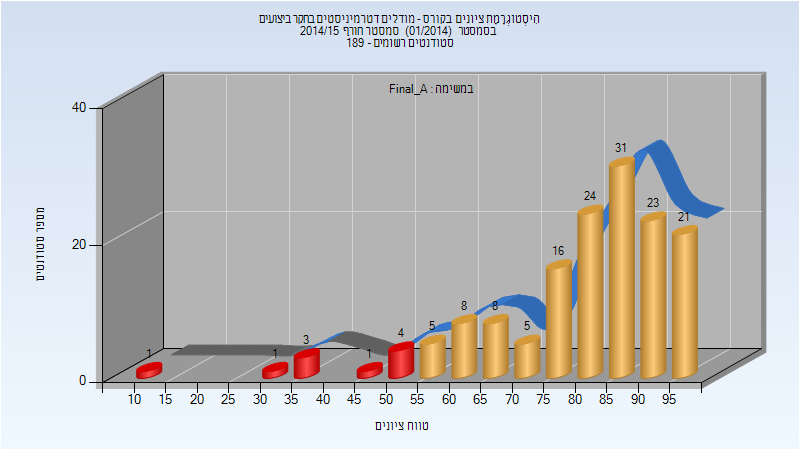 היסטוגרמת ציונים בקורס - מודלים דטרמיניסטים בחקר ביצועים
בסמסטר (01/2014) סמסטר חורף 2014/15
סטודנטים רשומים - 189
במשימה : Final_A
מספר סטודנטים
40
20
0
1
1
3
1
4
5
8
8
5
16
24
31
23
21
10 15 20 25 30 35 40 45 50 55 60 65 70 75 80 85 90 95
טווח ציונים